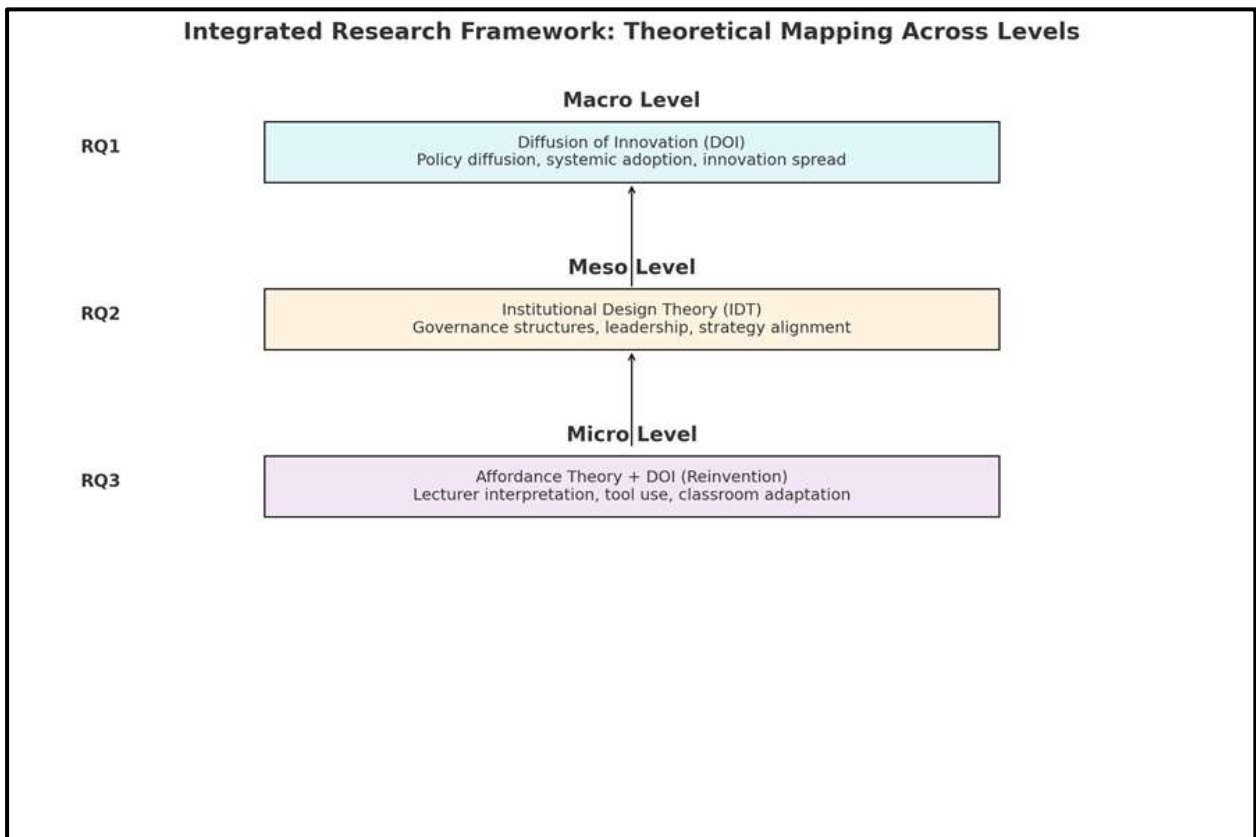 Integrated Research Framework: Theoretical Mapping Across Levels
Macro Level
RQ1
Diffusion of Innovation (DOI)
Policy diffusion, systemic adoption, innovation spread
Meso Level
RQ2
Institutional Design Theory (IDT)
Governance structures, leadership, strategy alignment
Micro Level
RQ3
Affordance Theory + DOI (Reinvention)
Lecturer interpretation, tool use, classroom adaptation